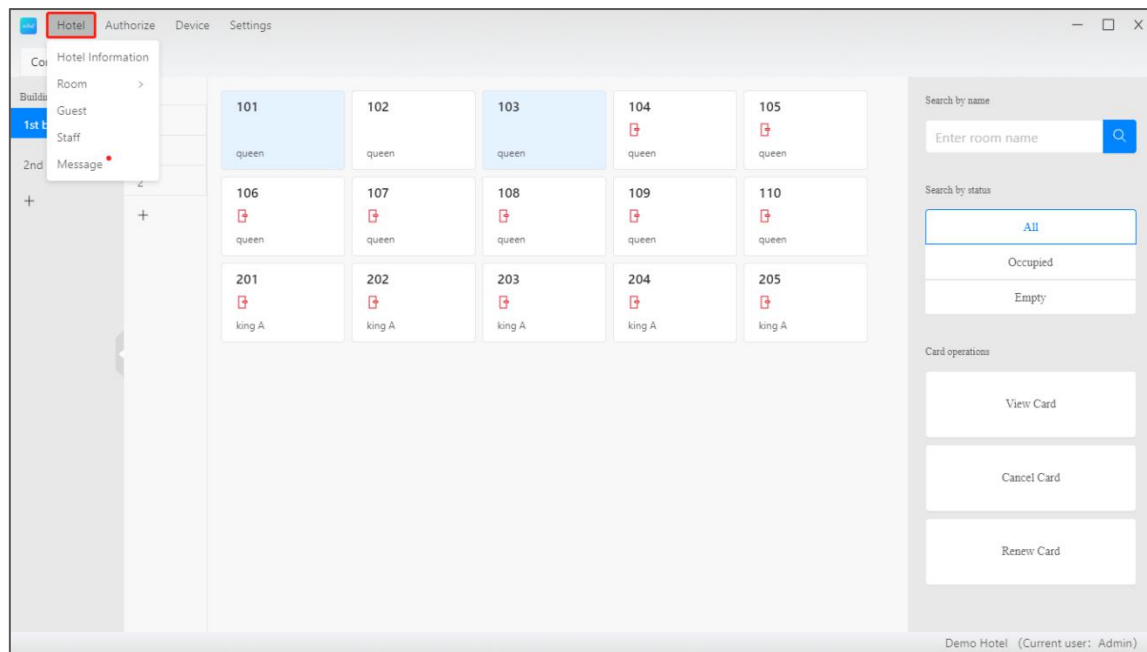 Hotel Authorize Device Settings
Hotel Information
Room
Guest
Staff
Message
2nd
2
101
queen
102
queen
103
queen
104
queen
105
queen
106
queen
107
queen
108
queen
109
queen
110
queen
201
king A
202
king A
203
king A
204
king A
205
king A
Search by name
Enter room name
Search by status
All
Occupied
Empty
Card operations
View Card
Cancel Card
Renew Card
Demo Hotel (Current user: Admin)